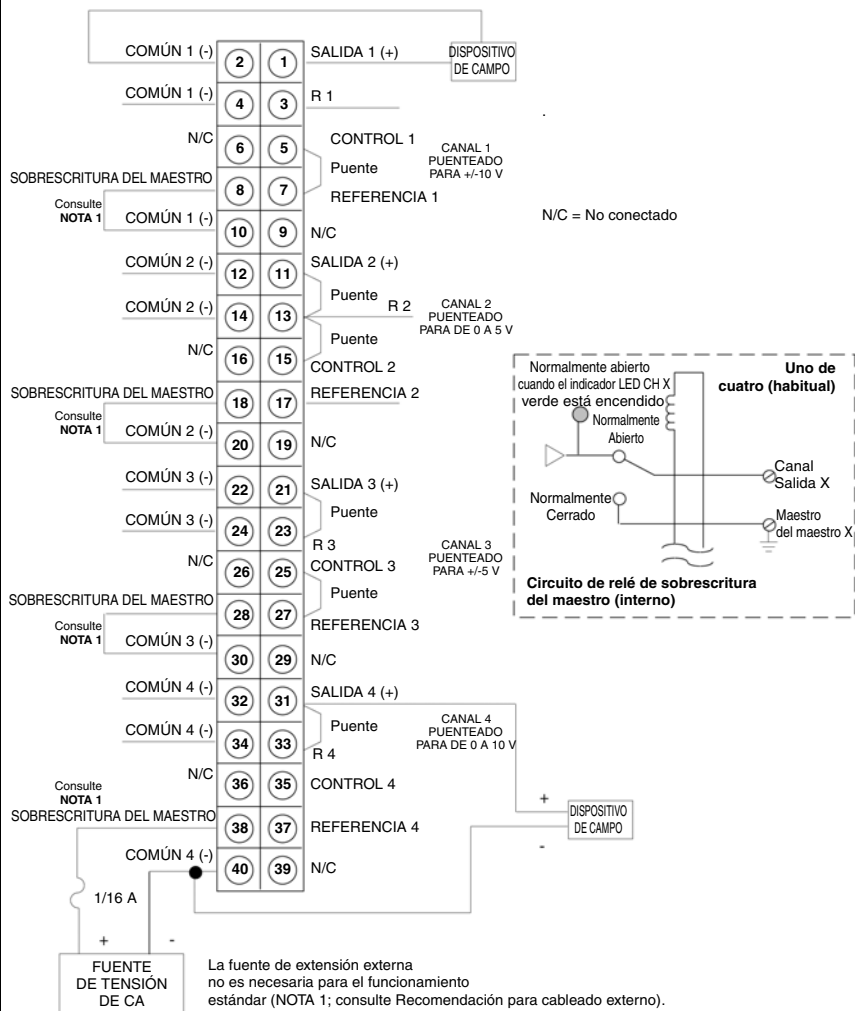 COMÚN 1 (-)
2
1
SALIDA 1 (+)
DISPOSITIVO
DE CAMPO
COMÚN 1 (-)
4
3
R 1
.
N/C
6
5
CONTROL 1
Puente
CANAL 1
PUENTEADO
PARA +/-10 V
SOBRESCRITURA DEL MAESTRO
8
7
REFERENCIA 1
Consulte
NOTA 1
COMÚN 1 (-)
10
9
N/C
N/C = No conectado
COMÚN 2 (-)
12
11
SALIDA 2 (+)
Puente
COMÚN 2 (-)
14
13
R 2
CANAL 2
PUENTEADO
PARA DE 0 A 5 V
Puente
N/C
16
15
CONTROL 2
SOBRESCRITURA DEL MAESTRO
18
17
REFERENCIA 2
Consulte
NOTA 1
COMÚN 2 (-)
20
19
N/C
COMÚN 3 (-)
22
21
SALIDA 3 (+)
Puente
COMÚN 3 (-)
24
23
R 3
N/C
26
25
CONTROL 3
CANAL 3
PUENTEADO
PARA +/-5 V
Puente
SOBRESCRITURA DEL MAESTRO
28
27
REFERENCIA 3
Consulte
NOTA 1
COMÚN 3 (-)
30
29
N/C
COMÚN 4 (-)
32
31
SALIDA 4 (+)
Puente
CANAL 4
PUENTEADO
PARA DE 0 A 10 V
COMÚN 4 (-)
34
33
R 4
N/C
36
35
CONTROL 4
Consulte
NOTA 1
SOBRESCRITURA DEL MAESTRO
38
37
REFERENCIA 4
COMÚN 4 (-)
40
39
N/C
+
-
DISPOSITIVO
DE CAMPO
1/16 A
+ -
FUENTE
DE TENSIÓN
DE CA
La fuente de extensión externa
no es necesaria para el funcionamiento
estándar (NOTA 1; consulte Recomendación para cableado externo).
Normalmente abierto
cuando el indicador LED CH X
verde está encendido
Uno de
cuatro (habitual)
Normalmente
Abierto
Canal
Salida X
Normalmente
Cerrado
Maestro
del maestro X
Circuito de relé de sobrescritura
del maestro (interno)